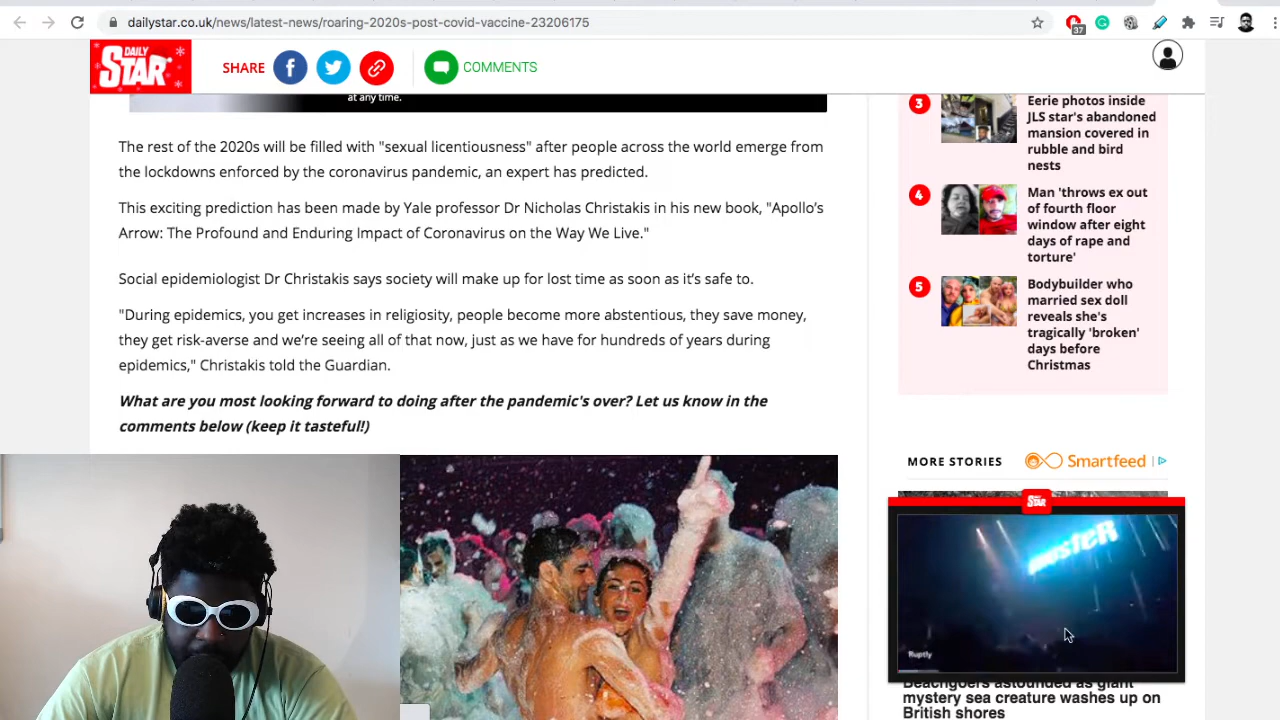 dailystar.co.uk/news/latest-news/roaring-2020s-post-covid-vaccine-23206175
37
DAILY
STAR
SHARE
COMMENTS
at any time.
The rest of the 2020s will be filled with "sexual licentiousness" after people across the world emerge from
the lockdowns enforced by the coronavirus pandemic, an expert has predicted.
This exciting prediction has been made by Yale professor Dr Nicholas Christakis in his new book, "Apollo's
Arrow: The Profound and Enduring Impact of Coronavirus on the Way We Live."
Social epidemiologist Dr Christakis says society will make up for lost time as soon as it's safe to.
"During epidemics, you get increases in religiosity, people become more abstentious, they save money,
they get risk-averse and we're seeing all of that now, just as we have for hundreds of years during
epidemics," Christakis told the Guardian.
What are you most looking forward to doing after the pandemic's over? Let us know in the
comments below (keep it tasteful!)
3
Eerie photos inside
JLS star's abandoned
mansion covered in
rubble and bird
nests
4
Man 'throws ex out
of fourth floor
window after eight
days of rape and
torture'
5
Bodybuilder who
married sex doll
reveals she's
tragically 'broken'
days before
Christmas
MORE STORIES
Smartfeed
STAR
Ruptly
Beachgoers astounded as giant
mystery sea creature washes up on
British shores